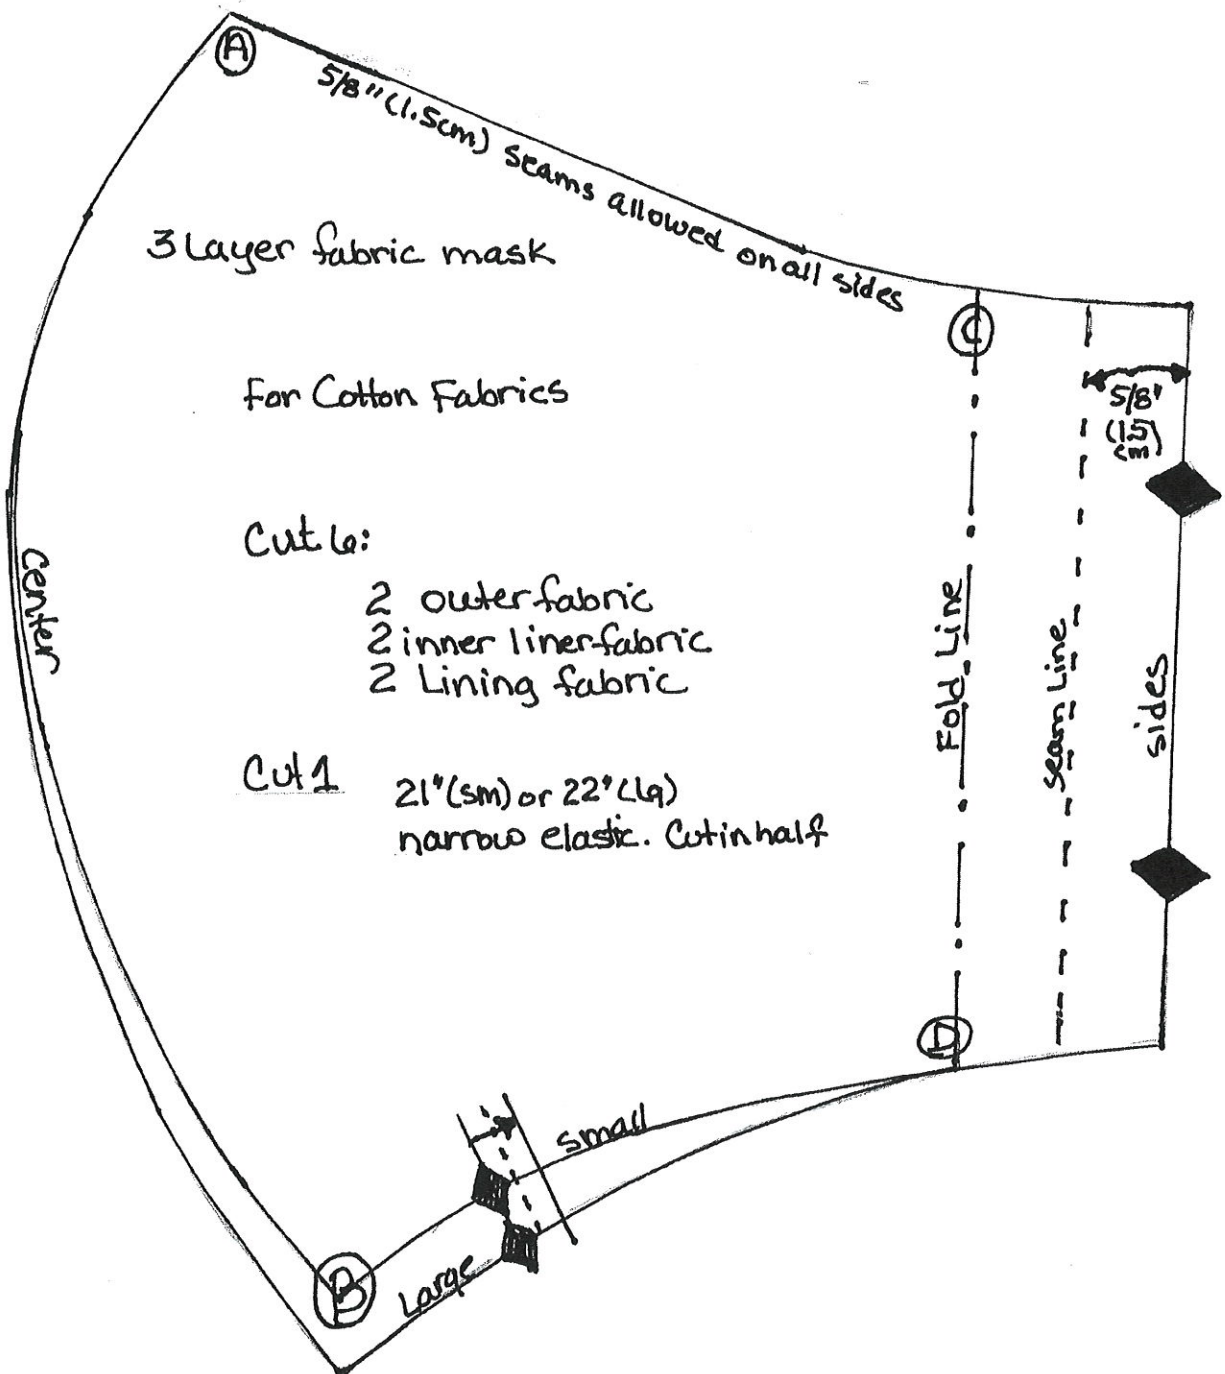 A
5/8"(1.5cm) seams allowed on all sides
3 Layer fabric mask
C
For Cotton Fabrics
5/8"
(1.5
cm)
Cut 6:
2 outer fabric
2 inner liner fabric
2 Lining fabric
center
Fold Line
Seam Line
sides
Cut 1
21"(sm) or 22"(lg)
narrow elastic. Cut in half
D
small
B
Large